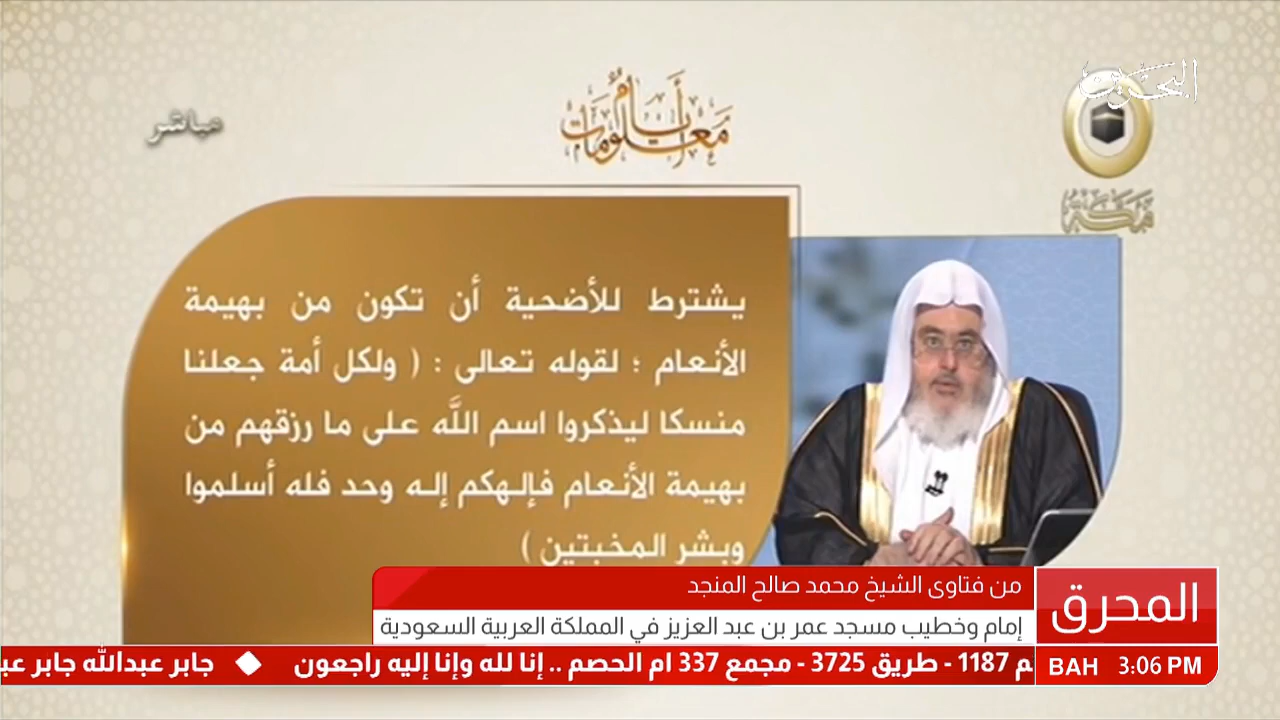 البحرين
مباشر
أيام معلومات
مكة
يشترط للأضحية أن تكون من بهيمة
الأنعام ؛ لقوله تعالى : ( ولكل أمة جعلنا
منسكا ليذكروا اسم اللَّه على ما رزقهم من
بهيمة الأنعام فإلهكم إله وحد فله أسلموا
وبشر المخبتين )
من فتاوى الشيخ محمد صالح المنجد
إمام وخطيب مسجد عمر بن عبد العزيز في المملكة العربية السعودية
المحرق
1187 - طريق 3725 - مجمع 337 ام الحصم .. إنا لله وإنا إليه راجعون ◆ جابر عبدالله جابر
BAH 3:06 PM